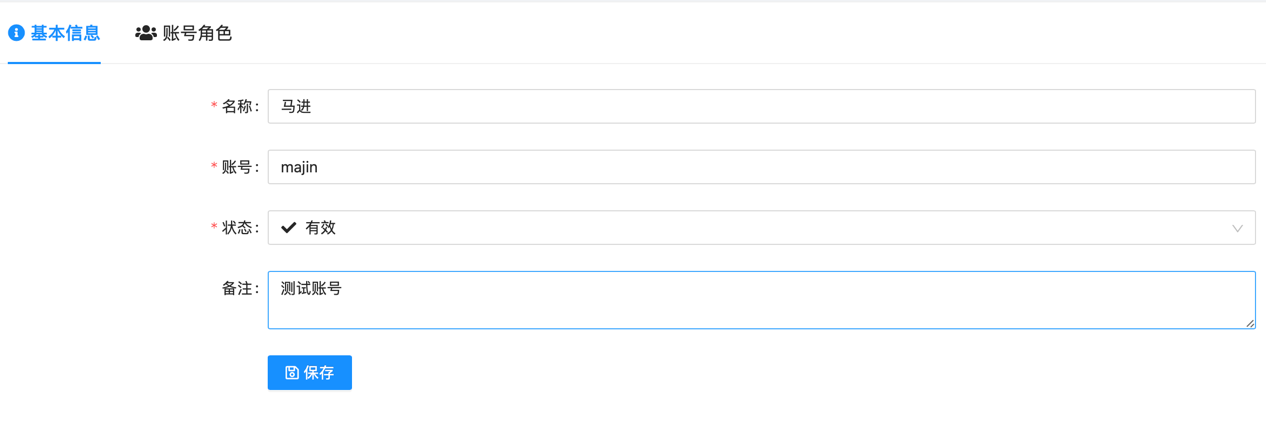 基本信息 账号角色
* 名称: 马进
* 账号: majin
* 状态: 有效
备注: 测试账号
保存